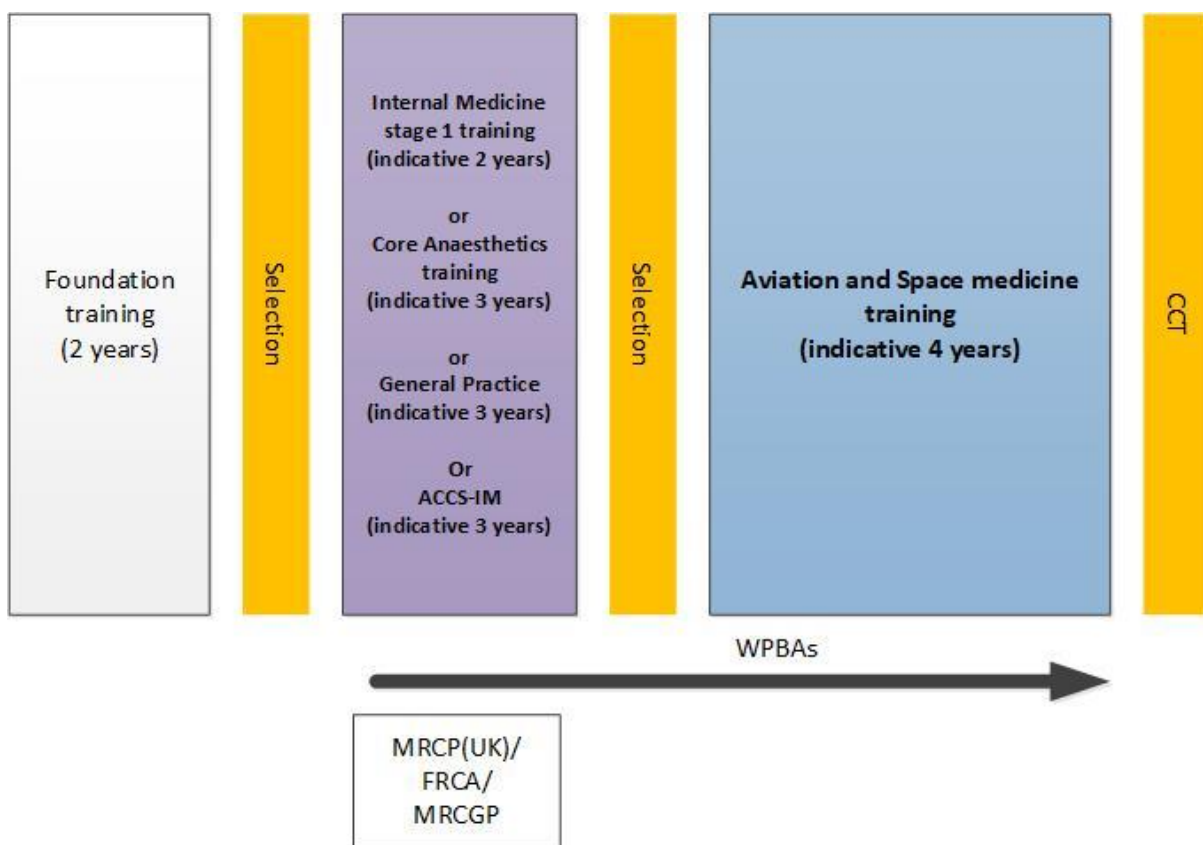 Foundation
training
(2 years)
Selection
Internal Medicine
stage 1 training
(indicative 2 years)
or
Core Anaesthetics
training
(indicative 3 years)
or
General Practice
(indicative 3 years)
Or
ACCS-IM
(indicative 3 years)
Selection
Aviation and Space medicine
training
(indicative 4 years)
CCT
WPBAs
MRCP(UK)/
FRCA/
MRCGP